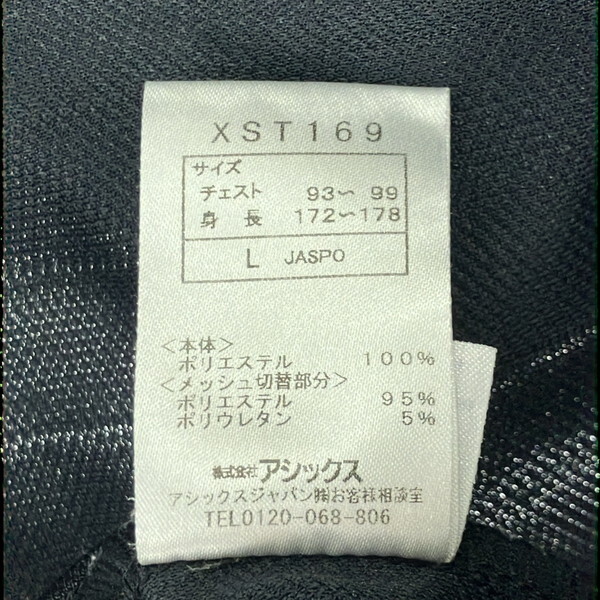 XST169
サイズ
チェスト 93～99
身長 172～178
L JASPO
＜本体＞
ポリエステル 100％
＜メッシュ切替部分＞
ポリエステル 95％
ポリウレタン 5％
株式会社アシックス
アシックスジャパン㈱お客様相談室
TEL0120-068-806